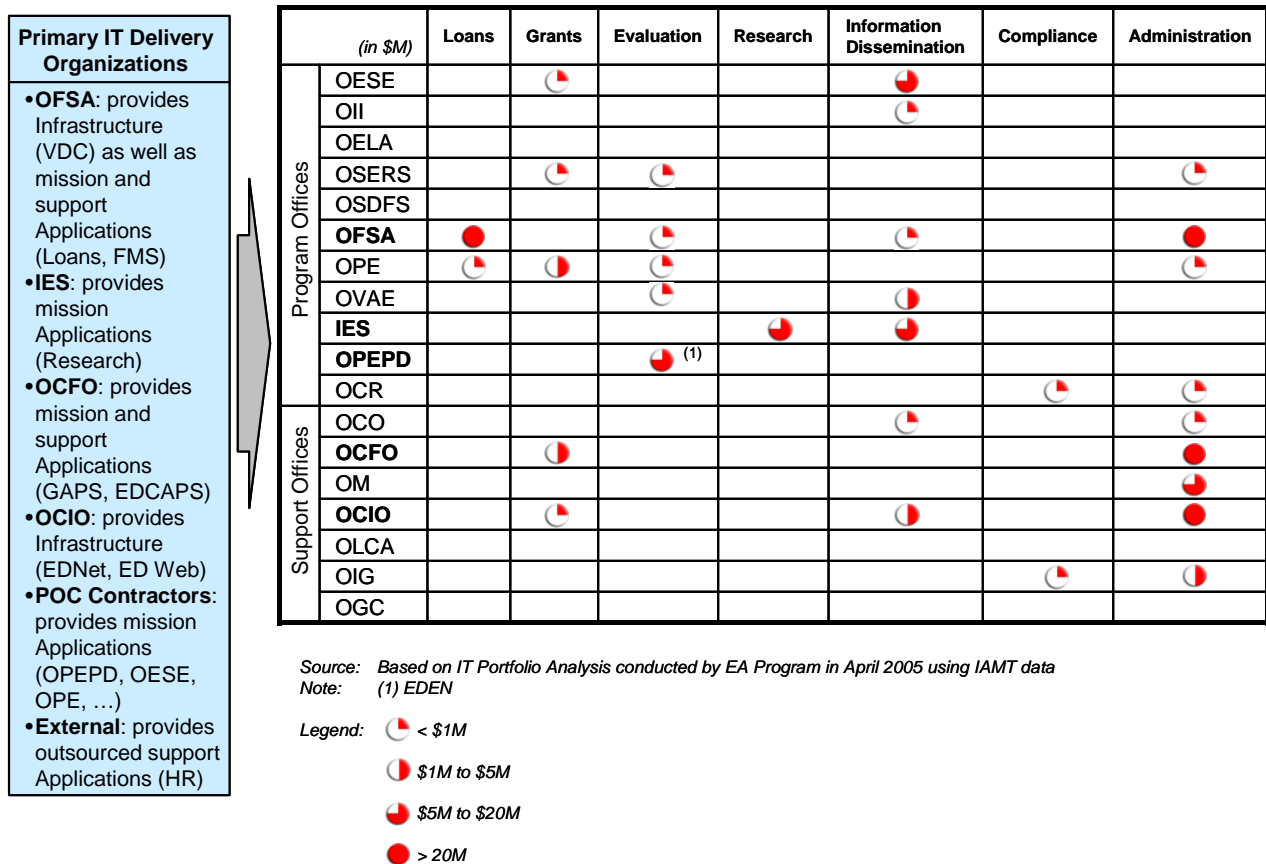 Primary IT Delivery
Organizations
•OFSA: provides
Infrastructure
(VDC) as well as
mission and
support
Applications
(Loans, FMS)
•IES: provides
mission
Applications
(Research)
•OCFO: provides
mission and
support
Applications
(GAPS, EDCAPS)
•OCIO: provides
Infrastructure
(EDNet, ED Web)
•POC Contractors:
provides mission
Applications
(OPEPD, OESE,
OPE, …)
•External: provides
outsourced support
Applications (HR)
(in $M) Loans Grants Evaluation Research Information Dissemination Compliance Administration
Program Offices
OESE
OII
OELA
OSERS
OSDFS
OFSA
OPE
OVAE
IES
OPEPD (1)
OCR
Support Offices
OCO
OCFO
OM
OCIO
OLCA
OIG
OGC
Source: Based on IT Portfolio Analysis conducted by EA Program in April 2005 using IAMT data
Note: (1) EDEN
Legend: < $1M
$1M to $5M
$5M to $20M
> 20M